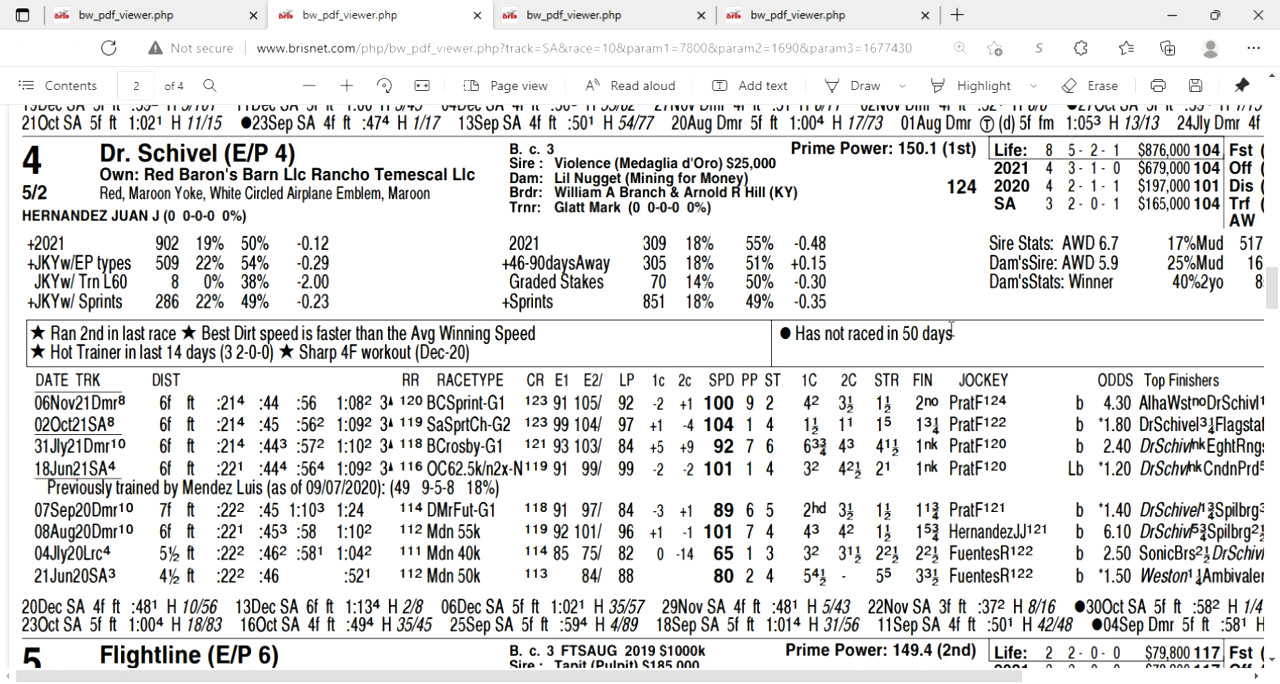 bw_pdf_viewer.php
bw_pdf_viewer.php
bw_pdf_viewer.php
bw_pdf_viewer.php
Not secure www.brisnet.com/php/bw_pdf_viewer.php?track=SA&race=10&param1=7800&param2=1690&param3=1677430
Contents 2 of 4 Page view Read aloud Add text Draw Highlight Erase
21Oct SA 5f ft 1:02¹ H 11/15 ●23Sep SA 4f ft :47⁴ H 1/17 13Sep SA 4f ft :50¹ H 54/77 20Aug Dmr 5f ft 1:00⁴ H 17/73 01Aug Dmr Ⓣ (d) 5f fm 1:05³ H 13/13 24Jly Dmr 4f
4 Dr. Schivel (E/P 4) B. c. 3 Prime Power: 150.1 (1st) Life: 8 5 - 2 - 1 $876,000 104 Fst (
Own: Red Baron's Barn Llc Rancho Temescal Llc Sire : Violence (Medaglia d'Oro) $25,000 2021 4 3 - 1 - 0 $679,000 104 Off (
5/2 Red, Maroon Yoke, White Circled Airplane Emblem, Maroon Dam: Lil Nugget (Mining for Money) 124 2020 4 2 - 1 - 1 $197,000 101 Dis (
Brdr: William A Branch & Arnold R Hill (KY) SA 3 2 - 0 - 1 $165,000 104 Trf (
HERNANDEZ JUAN J (0 0-0-0 0%) Trnr: Glatt Mark (0 0-0-0 0%) AW (
+2021 902 19% 50% -0.12 2021 309 18% 55% -0.48 Sire Stats: AWD 6.7 17%Mud 517
+JKYw/EP types 509 22% 54% -0.29 +46-90daysAway 305 18% 51% +0.15 Dam'sSire: AWD 5.9 25%Mud 16
JKYw/ Trn L60 8 0% 38% -2.00 Graded Stakes 70 14% 50% -0.30 Dam'sStats: Winner 40%2yo 8
+JKYw/ Sprints 286 22% 49% -0.23 +Sprints 851 18% 49% -0.35
★ Ran 2nd in last race ★ Best Dirt speed is faster than the Avg Winning Speed ● Has not raced in 50 days
★ Hot Trainer in last 14 days (3 2-0-0) ★ Sharp 4F workout (Dec-20)
DATE TRK DIST RR RACETYPE CR E1 E2/ LP 1c 2c SPD PP ST 1C 2C STR FIN JOCKEY ODDS Top Finishers
06Nov21Dmr⁸ 6f ft :21⁴ :44 :56 1:08² 3▲ 120 BCSprint-G1 123 91 105/ 92 -2 +1 100 9 2 4² 3½ 1½ 2ⁿᵒ PratF¹²⁴ b 4.30 AlhaWstⁿᵒDrSchivl¹
02Oct21SA⁸ 6f ft :21⁴ :45 :56² 1:09² 3▲ 119 SaSprtCh-G2 123 99 104/ 97 +1 -4 104 1 4 1½ 1¹ 1⁵ 1³¼ PratF¹²² b *1.80 DrSchivel³¼Flagstaf
31Jly21Dmr¹⁰ 6f ft :21⁴ :44³ :57² 1:10² 3▲ 118 BCrosby-G1 121 93 103/ 84 +5 +9 92 7 6 6³¾ 4³ 4¹½ 1ⁿᵏ PratF¹²⁰ b 2.40 DrSchivⁿᵏEghtRngs
18Jun21SA⁴ 6f ft :22¹ :44⁴ :56⁴ 1:09² 3▲ 116 OC62.5k/n2x-N 119 91 99/ 99 -2 -2 101 1 4 3² 4²½ 2¹ 1ⁿᵏ PratF¹²⁰ Lb *1.20 DrSchvⁿᵏCndnPrd⁵
Previously trained by Mendez Luis (as of 09/07/2020): (49 9-5-8 18%)
07Sep20Dmr¹⁰ 7f ft :22² :45 1:10³ 1:24 114 DMrFut-G1 118 91 97/ 84 -3 +1 89 6 5 2ʰᵈ 3½ 1½ 1¹¾ PratF¹²¹ b *1.40 DrSchivel¹¾Spilbrg³
08Aug20Dmr¹⁰ 6f ft :22¹ :45³ :58 1:10² 112 Mdn 55k 119 92 101/ 96 +1 -1 101 7 4 4³ 4² 1½ 1⁵¾ HernandezJJ¹²¹ b 6.10 DrSchiv⁵¾Spilbrg²½
04Jly20Lrc⁴ 5½ ft :22² :46² :58¹ 1:04² 111 Mdn 40k 114 85 75/ 82 0 -14 65 1 3 3² 3¹½ 2²½ 2²½ FuentesR¹²² b 2.50 SonicBrs²½DrSchivl
21Jun20SA³ 4½ ft :22² :46 :52¹ 112 Mdn 50k 113 84/ 88 80 2 4 5⁴½ - 5⁵ 3³½ FuentesR¹²² b *1.50 Weston¹¼Ambivaler
20Dec SA 4f ft :48¹ H 10/56 13Dec SA 6f ft 1:13⁴ H 2/8 06Dec SA 5f ft 1:02¹ H 35/57 29Nov SA 4f ft :48¹ H 5/43 22Nov SA 3f ft :37² H 8/16 ●30Oct SA 5f ft :58² H 1/4
23Oct SA 5f ft 1:00⁴ H 18/83 16Oct SA 4f ft :49⁴ H 35/45 25Sep SA 5f ft :59⁴ H 4/89 18Sep SA 5f ft 1:01⁴ H 31/56 11Sep SA 4f ft :50¹ H 42/48 ●04Sep Dmr 5f ft :58¹ H
5 Flightline (E/P 6) B. c. 3 FTSAUG 2019 $1000k Prime Power: 149.4 (2nd) Life: 2 2 - 0 - 0 $79,800 117 Fst (
Sire : Tapit (Pulpit) $185,000